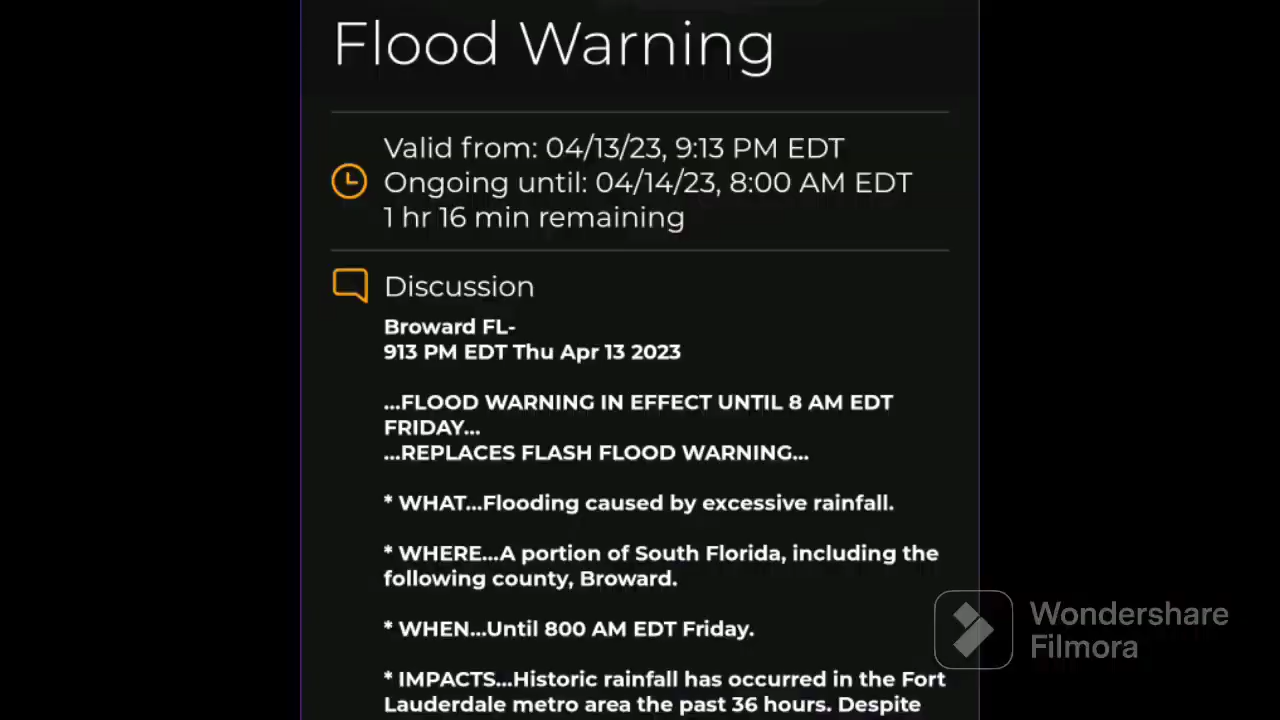 Flood Warning
Valid from: 04/13/23, 9:13 PM EDT
Ongoing until: 04/14/23, 8:00 AM EDT
1 hr 16 min remaining
Discussion
Broward FL-
913 PM EDT Thu Apr 13 2023
...FLOOD WARNING IN EFFECT UNTIL 8 AM EDT
FRIDAY...
...REPLACES FLASH FLOOD WARNING...
* WHAT...Flooding caused by excessive rainfall.
* WHERE...A portion of South Florida, including the
following county, Broward.
* WHEN...Until 800 AM EDT Friday.
* IMPACTS...Historic rainfall has occurred in the Fort
Lauderdale metro area the past 36 hours. Despite
Wondershare
Filmora